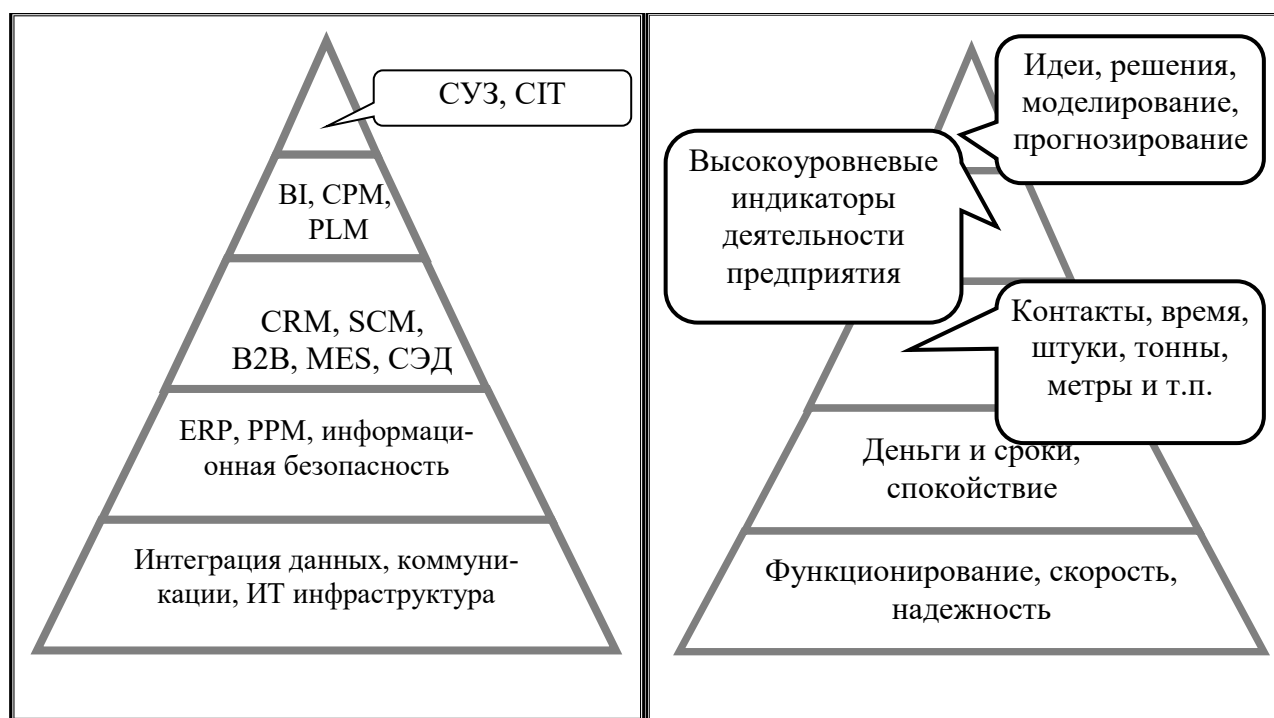 СУЗ, CIT
BI, CPM,
PLM
CRM, SCM,
B2B, MES, СЭД
ERP, PPM, информаци-
онная безопасность
Интеграция данных, коммуни-
кации, ИТ инфраструктура
Идеи, решения,
моделирование,
прогнозирование
Высокоуровневые
индикаторы
деятельности
предприятия
Контакты, время,
штуки, тонны,
метры и т.п.
Деньги и сроки,
спокойствие
Функционирование, скорость,
надежность